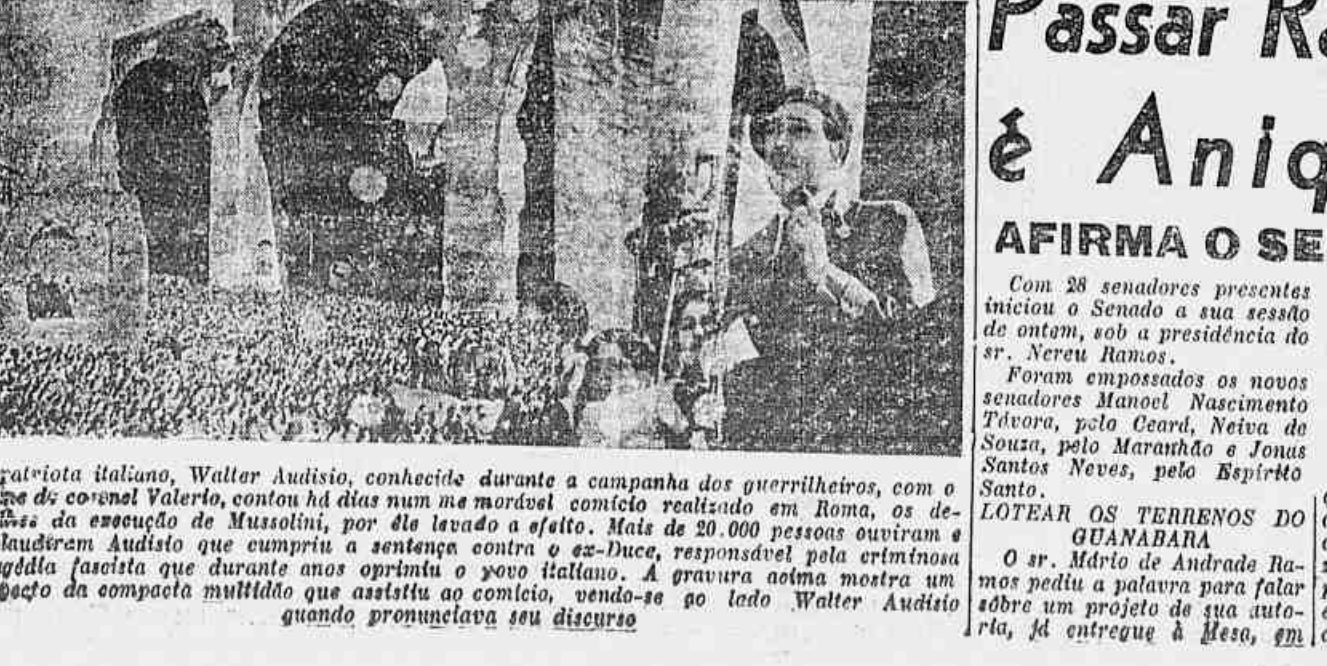 Passar
é Aniq
AFIRMA O SE
Com 28 senadores presentes
iniciou o Senado a sua sessão
de ontem, sob a presidência do
sr. Nereu Ramos.
Foram empossados os novos
senadores Manoel Nascimento
Távora, pelo Ceará, Neiva de
Souza, pelo Maranhão e Jonas
Santos Neves, pelo Espírito
Santo.
LOTEAR OS TERRENOS DO
GUANABARA
O sr. Mário de Andrade Ra-
mos pediu a palavra para falar
sôbre um projeto de sua auto-
ria, já entregue à Mesa, em
patriota italiano, Walter Audisio, conhecido durante a campanha dos guerrilheiros, com o
me de coronel Valerio, contou há dias num memorável comício realizado em Roma, os de-
da execução de Mussolini, por êle levado a efeito. Mais de 20.000 pessoas ouviram e
laudiram Audisio que cumpriu a sentença contra o ex-Duce, responsável pela criminosa
gédia fascista que durante anos oprimiu o povo italiano. A gravura acima mostra um
pecto da compacta multidão que assistiu ao comício, vendo-se ao lado Walter Audisio
quando pronunciava seu discurso